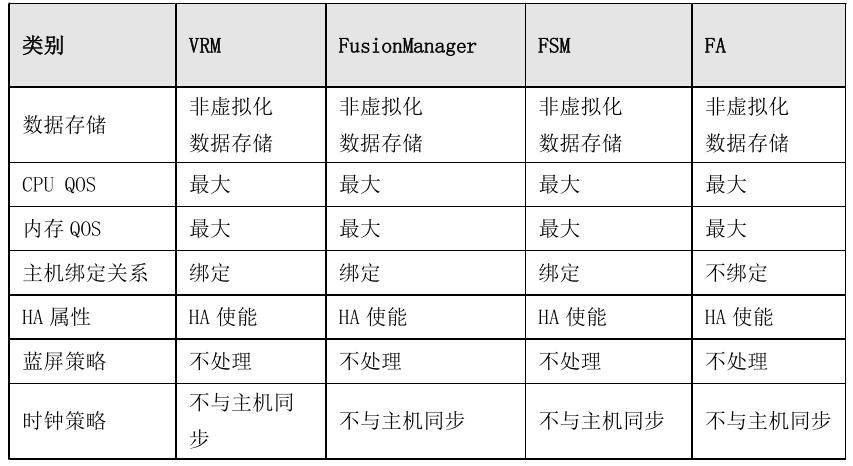 类别 VRM FusionManager FSM FA
数据存储 非虚拟化 非虚拟化 非虚拟化 非虚拟化
数据存储 数据存储 数据存储 数据存储
CPU QOS 最大 最大 最大 最大
内存 QOS 最大 最大 最大 最大
主机绑定关系 绑定 绑定 绑定 不绑定
HA 属性 HA 使能 HA 使能 HA 使能 HA 使能
蓝屏策略 不处理 不处理 不处理 不处理
时钟策略 不与主机同 不与主机同步 不与主机同步 不与主机同步
步